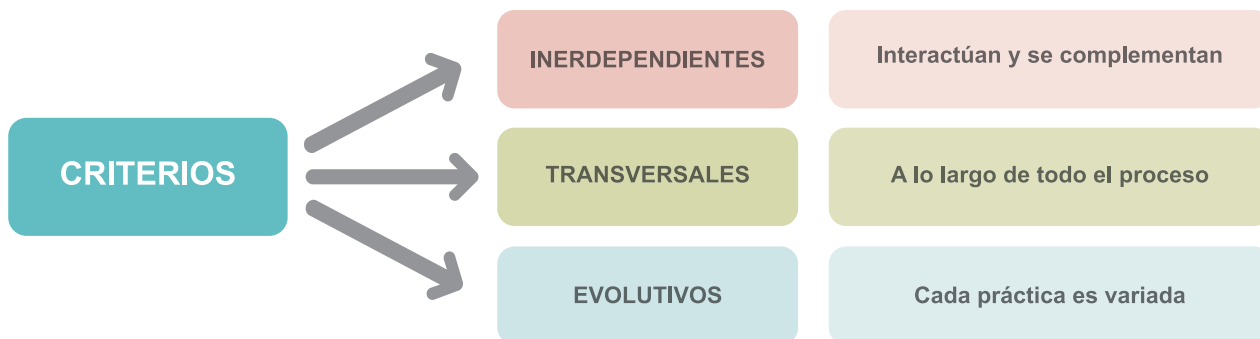 CRITERIOS
INERDEPENDIENTES
Interactúan y se complementan
TRANSVERSALES
A lo largo de todo el proceso
EVOLUTIVOS
Cada práctica es variada